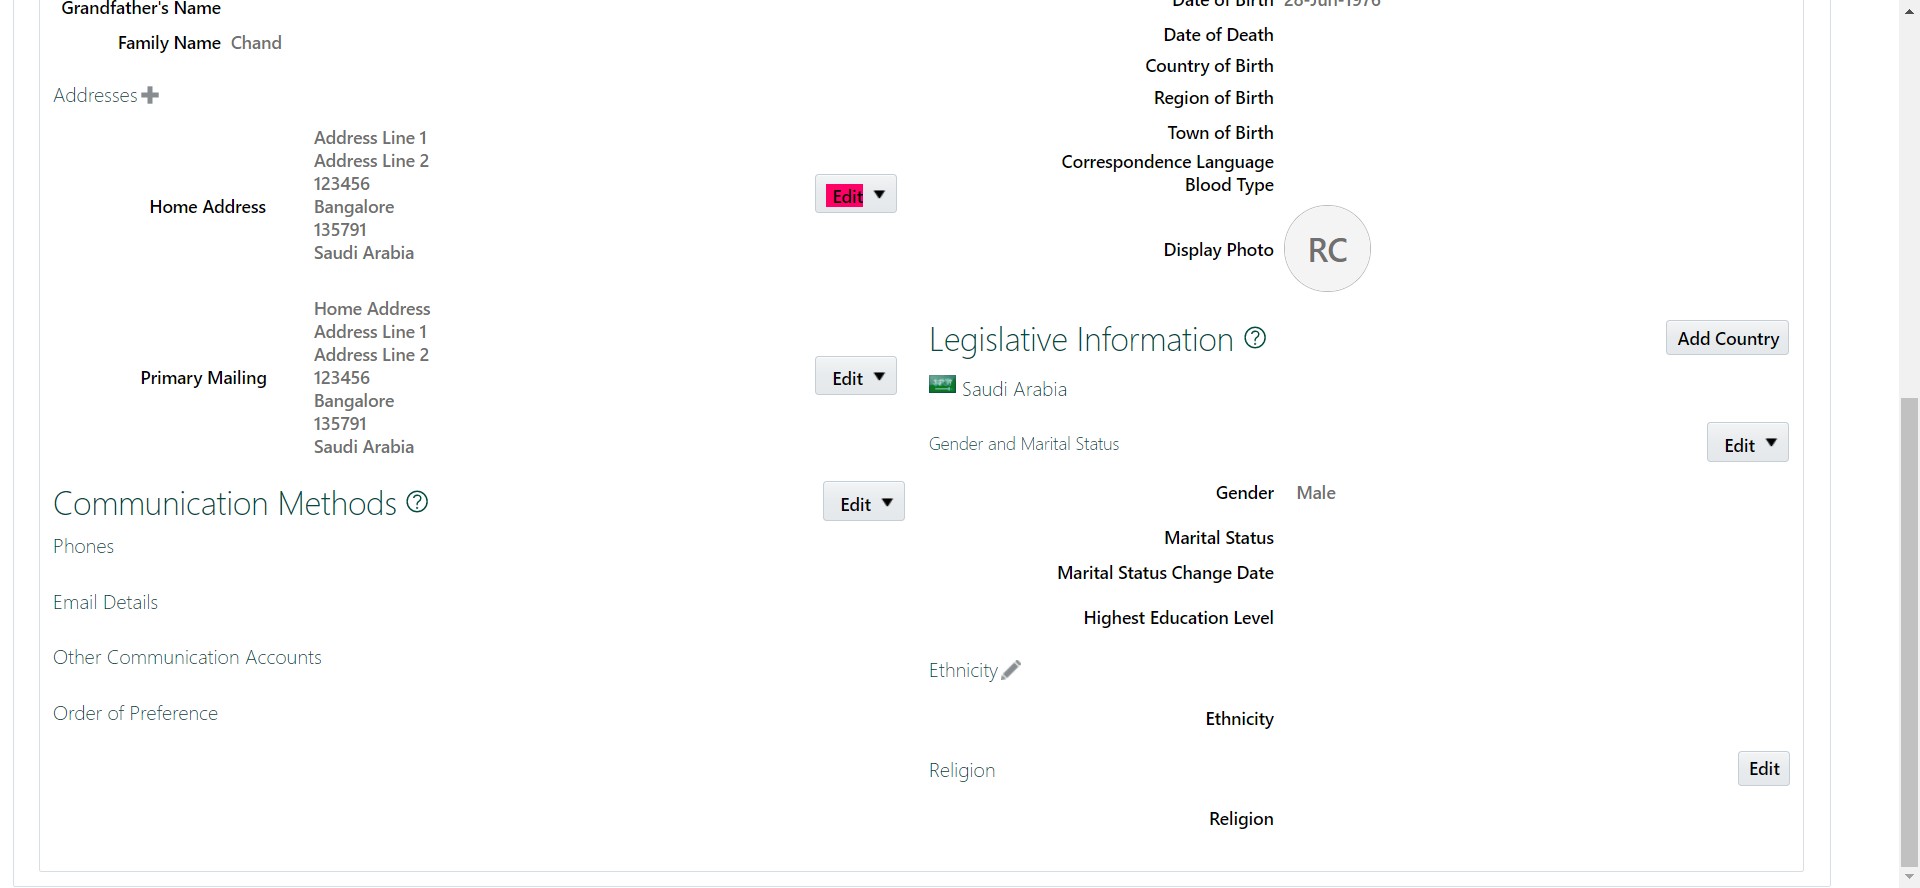 Grandfather's Name
Family Name Chand
Addresses
Home Address
Address Line 1
Address Line 2
123456
Bangalore
135791
Saudi Arabia
Edit
Primary Mailing
Home Address
Address Line 1
Address Line 2
123456
Bangalore
135791
Saudi Arabia
Edit
Communication Methods
Edit
Phones
Email Details
Other Communication Accounts
Order of Preference
Date of Birth 28-Jun-1976
Date of Death
Country of Birth
Region of Birth
Town of Birth
Correspondence Language
Blood Type
Display Photo RC
Legislative Information
Add Country
Saudi Arabia
Gender and Marital Status
Edit
Gender Male
Marital Status
Marital Status Change Date
Highest Education Level
Ethnicity
Ethnicity
Religion
Edit
Religion